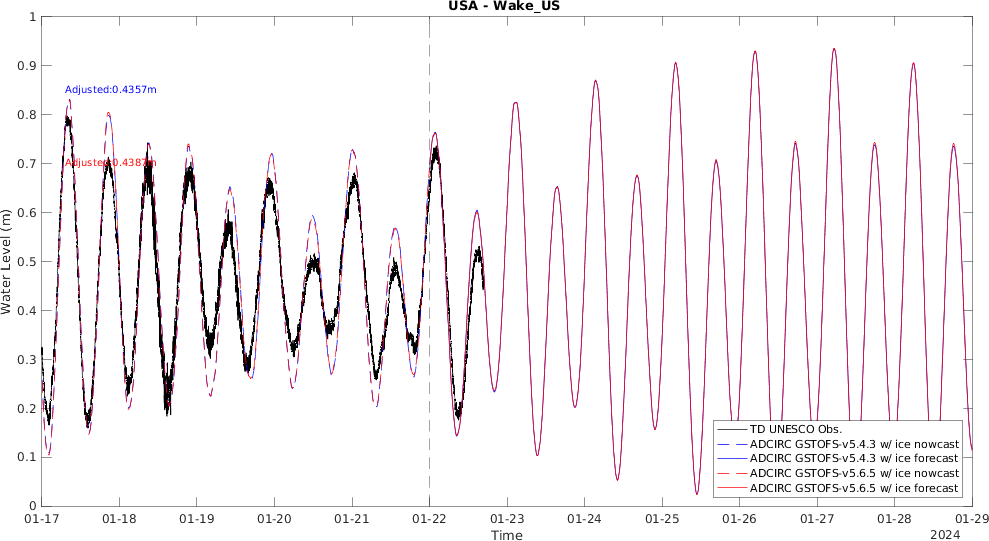 USA - Wake_US
1
0.9
0.8
0.7
0.6
0.5
0.4
0.3
0.2
0.1
0
Water Level (m)
Adjusted:0.4357m
Adjusted:0.4387m
TD UNESCO Obs.
ADCIRC GSTOFS-v5.4.3 w/ ice nowcast
ADCIRC GSTOFS-v5.4.3 w/ ice forecast
ADCIRC GSTOFS-v5.6.5 w/ ice nowcast
ADCIRC GSTOFS-v5.6.5 w/ ice forecast
01-17 01-18 01-19 01-20 01-21 01-22 01-23 01-24 01-25 01-26 01-27 01-28 01-29
Time
2024